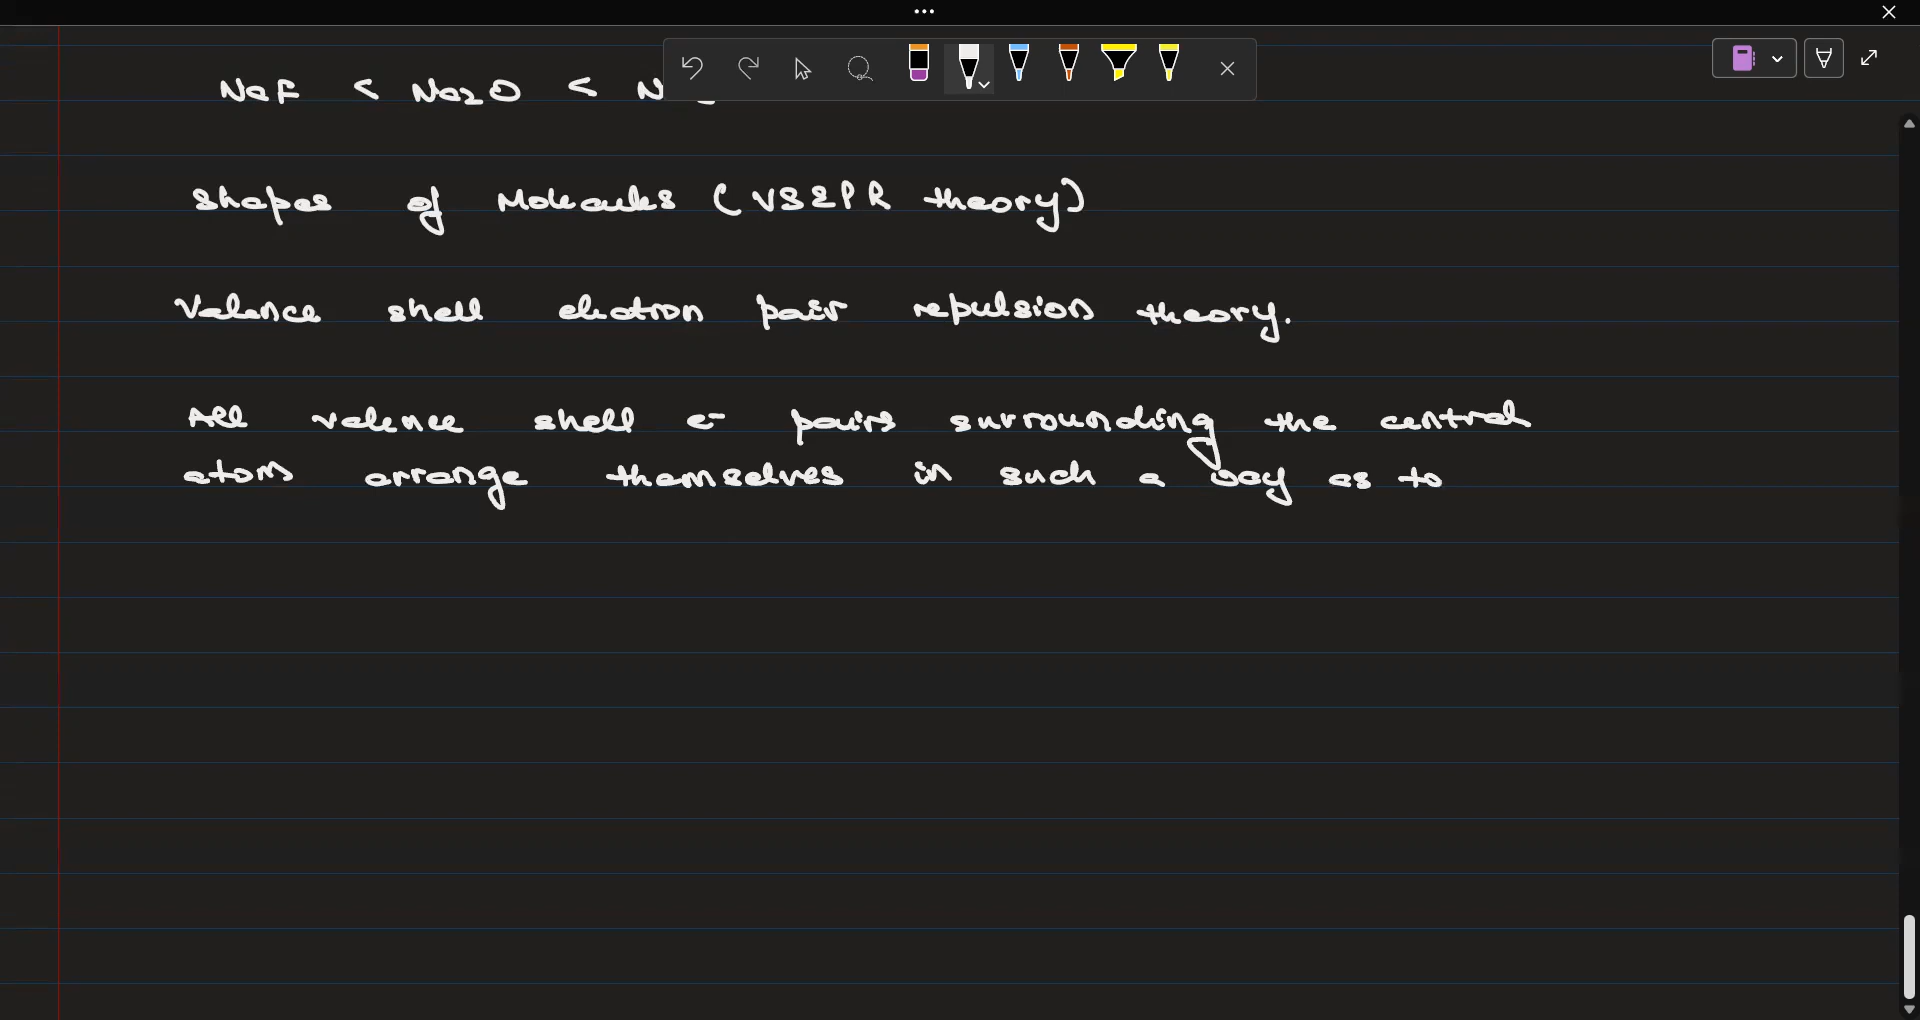 NaF < Na₂O < N
Shapes of Molecules (VSEPR theory)
Valence shell electron pair repulsion theory.
All valence shell e⁻ pairs surrounding the central
atom arrange themselves in such a way as to